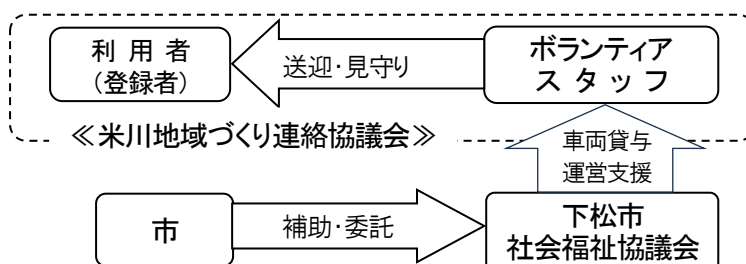 利 用 者
(登録者)
送迎・見守り
ボランティア
ス タ ッ フ
≪米川地域づくり連絡協議会≫
車両貸与
運営支援
市
補助・委託
下松市
社会福祉協議会